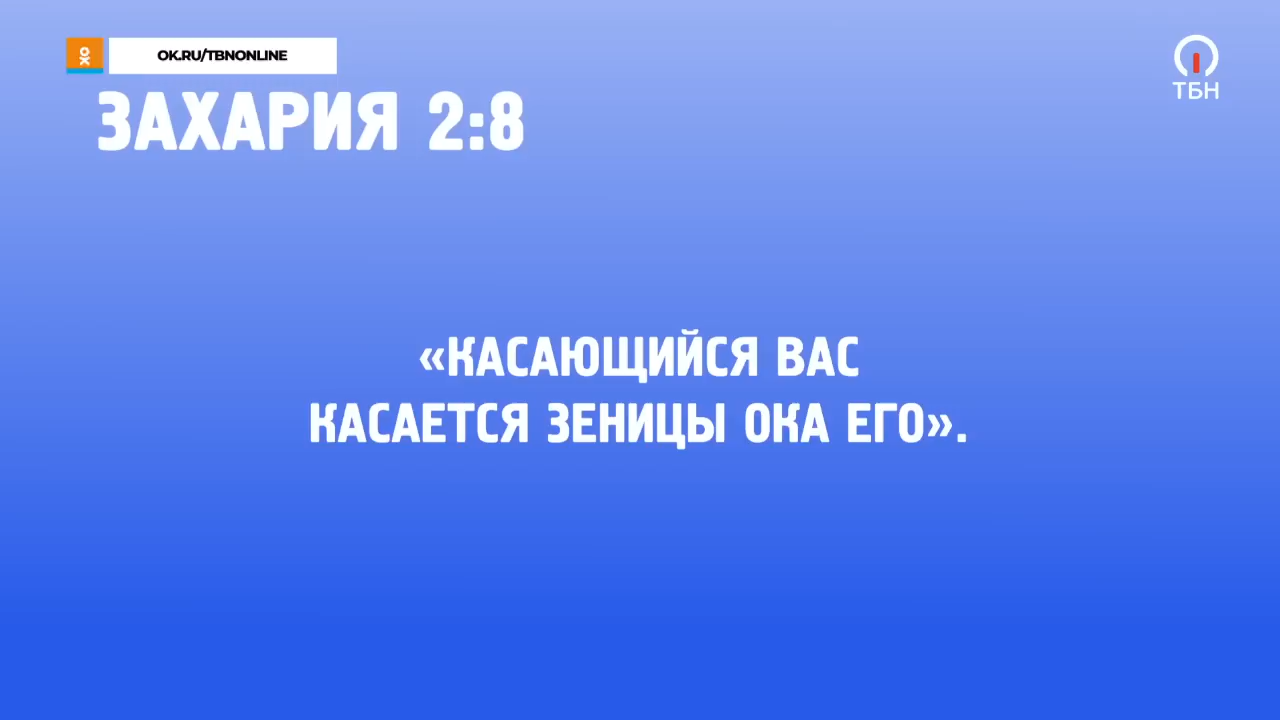 OK.RU/TBNONLINE
ТБН
ЗАХАРИЯ 2:8
«КАСАЮЩИЙСЯ ВАС
КАСАЕТСЯ ЗЕНИЦЫ ОКА ЕГО».